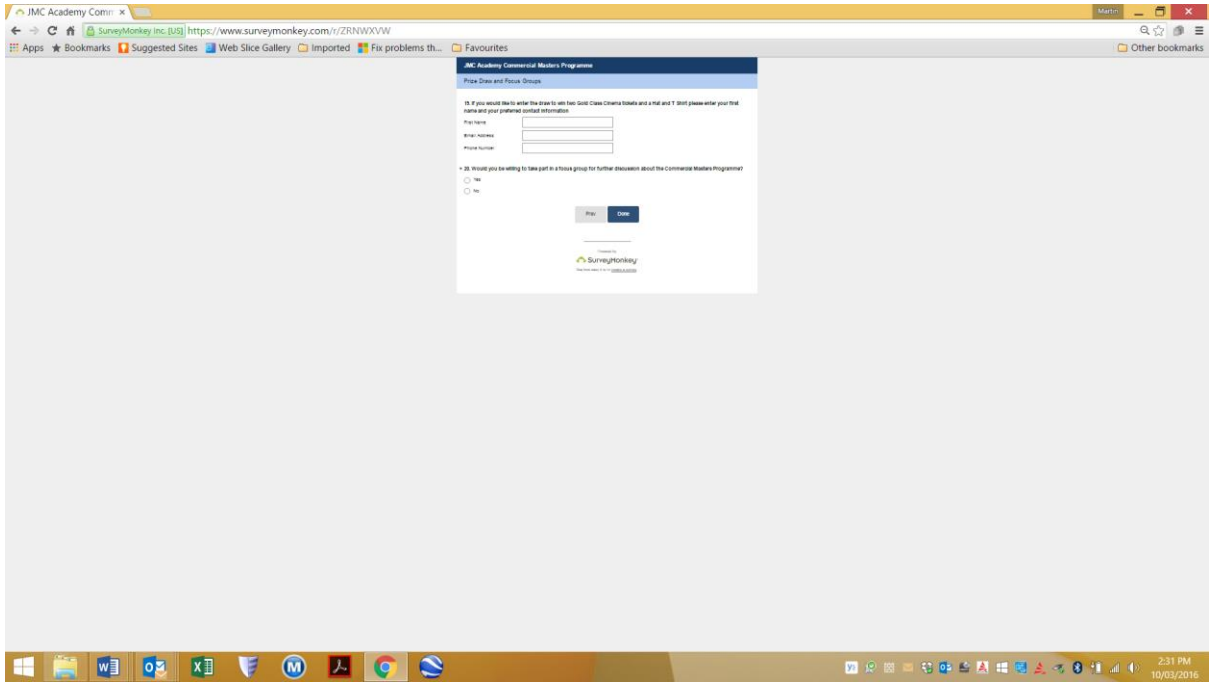 JMC Academy Comm
Martin
SurveyMonkey Inc. [US] https://www.surveymonkey.com/r/ZRNWXVW
Apps Bookmarks Suggested Sites Web Slice Gallery Imported Fix problems th... Favourites Other bookmarks
JMC Academy Commercial Masters Programme
Prize Draw and Focus Groups
If you would like to enter the draw to win two Gold Class Cinema tickets and a Hat and T Shirt please enter your first
name and your preferred contact information
First Name
Email Address
Phone Number
Would you be willing to take part in a focus group for further discussion about the Commercial Masters Programme?
Yes
No
Prev Done
Powered by
SurveyMonkey
2:31 PM
10/03/2016